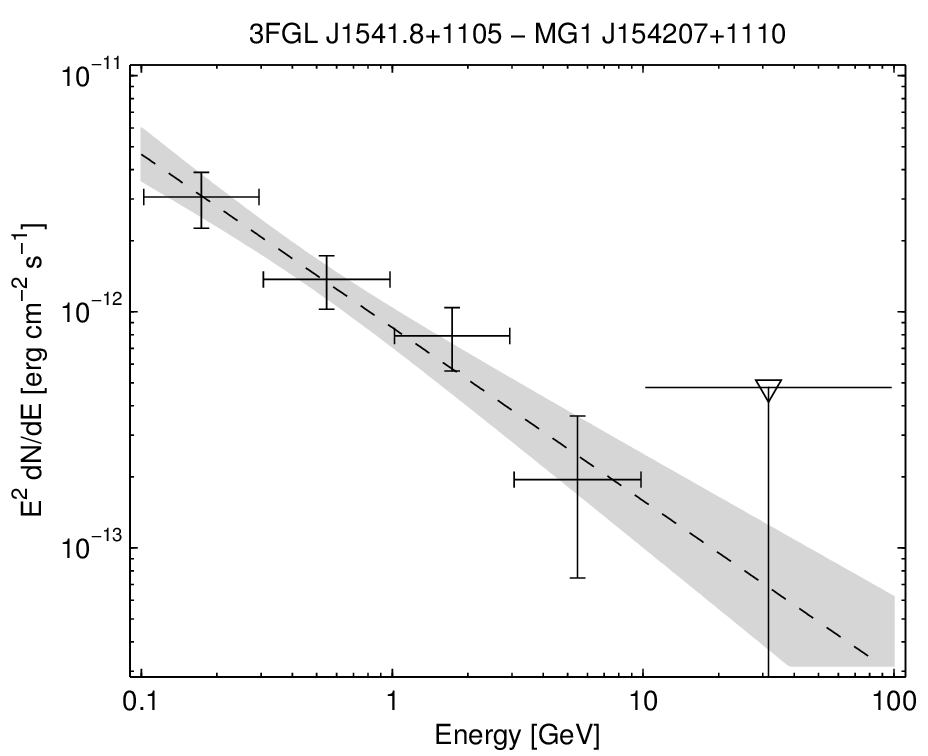 3FGL J1541.8+1105 − MG1 J154207+1110
10⁻¹¹
10⁻¹²
10⁻¹³
E² dN/dE [erg cm⁻² s⁻¹]
0.1 1 10 100
Energy [GeV]